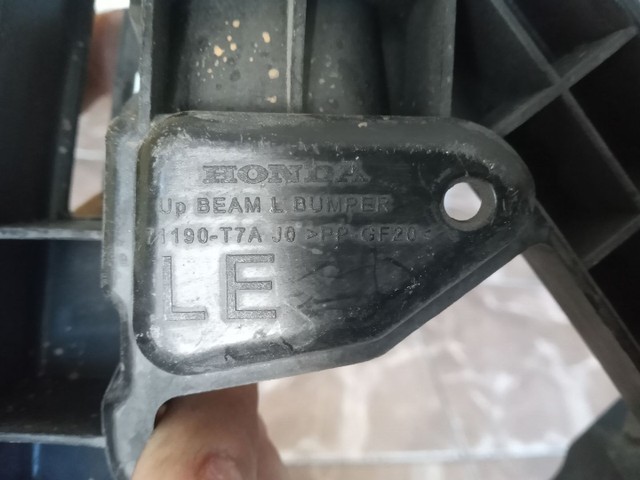 HONDA
Up BEAM L BUMPER
71190-T7A J0 >PP-GF20<
LE